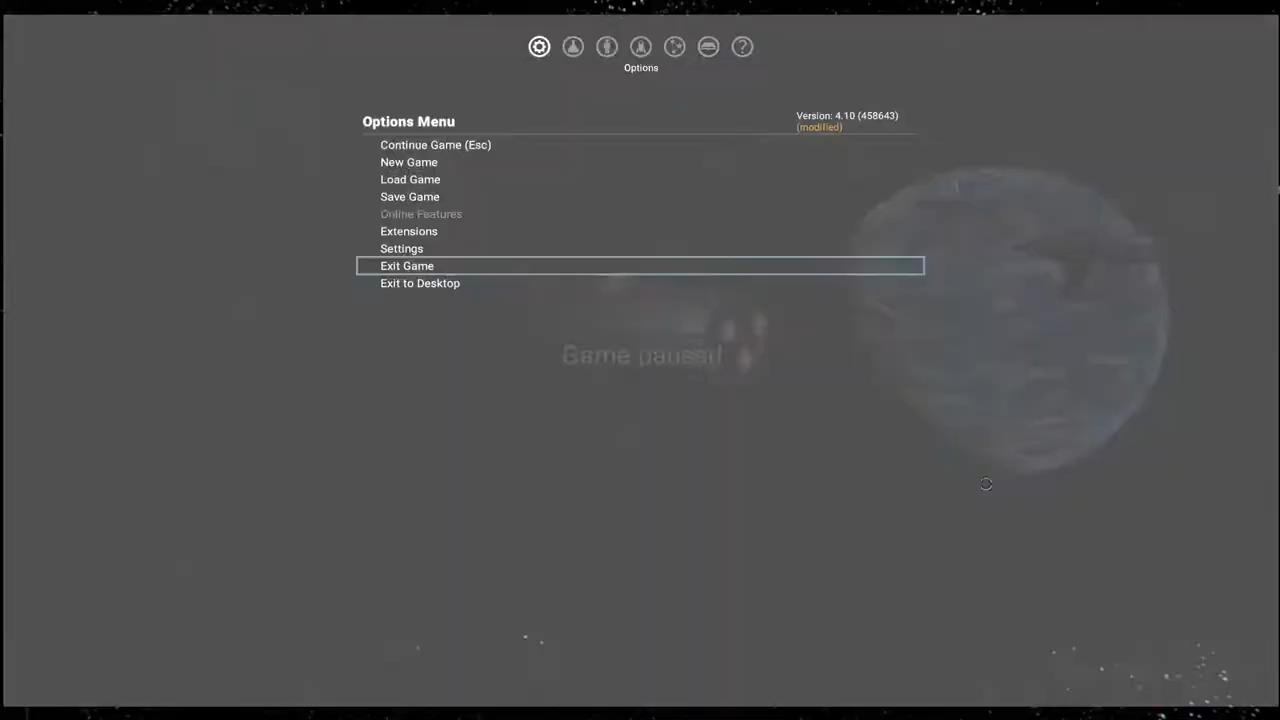 Options
Options Menu
Version: 4.10 (458643)
(modified)
Continue Game (Esc)
New Game
Load Game
Save Game
Online Features
Extensions
Settings
Exit Game
Exit to Desktop
Game paused